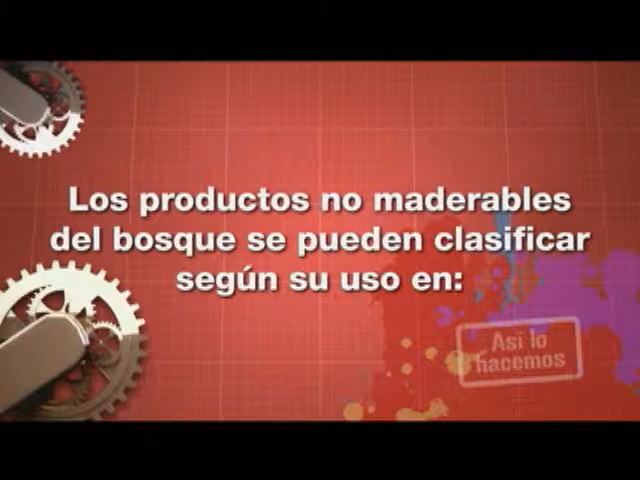 Los productos no maderables
del bosque se pueden clasificar
según su uso en:
Así lo
hacemos